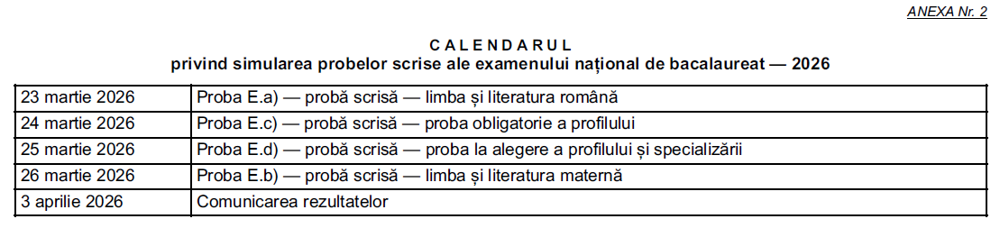 ANEXA Nr. 2
CALENDARUL
privind simularea probelor scrise ale examenului național de bacalaureat — 2026
23 martie 2026 Proba E.a) — probă scrisă — limba și literatura română
24 martie 2026 Proba E.c) — probă scrisă — proba obligatorie a profilului
25 martie 2026 Proba E.d) — probă scrisă — proba la alegere a profilului și specializării
26 martie 2026 Proba E.b) — probă scrisă — limba și literatura maternă
3 aprilie 2026 Comunicarea rezultatelor